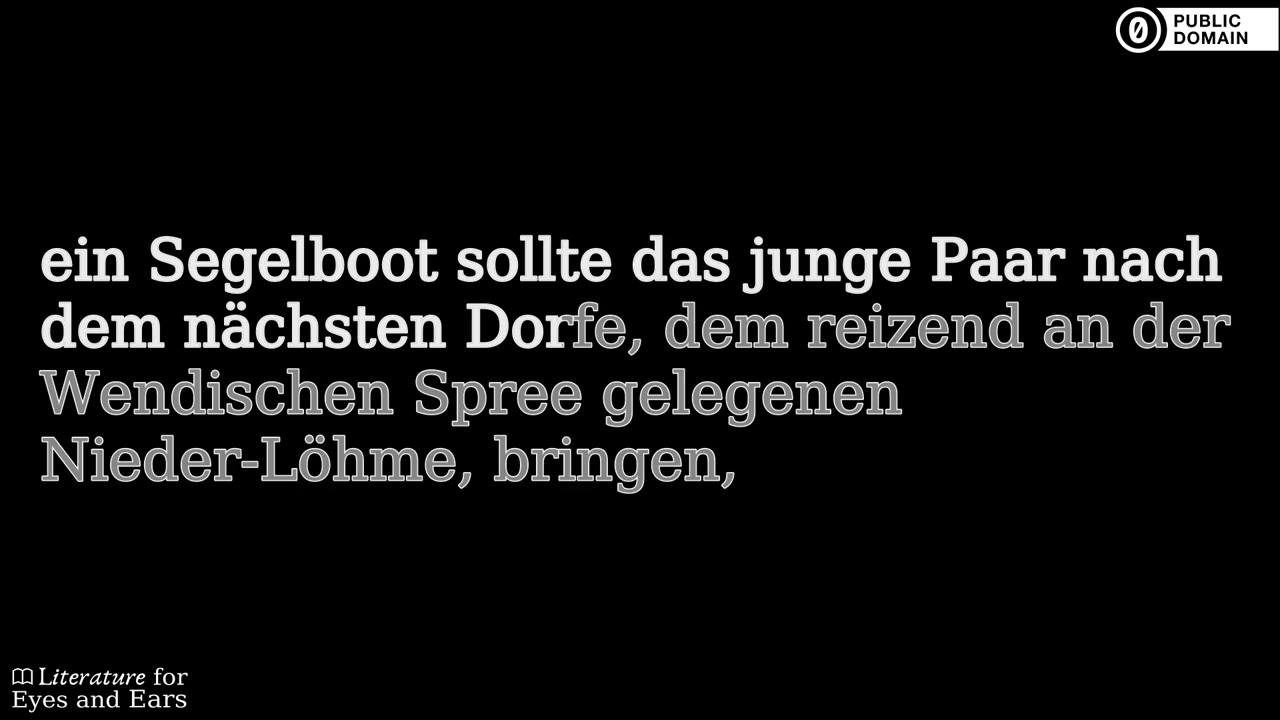 PUBLIC
DOMAIN
ein Segelboot sollte das junge Paar nach
dem nächsten Dorfe, dem reizend an der
Wendischen Spree gelegenen
Nieder-Löhme, bringen,
Literature for
Eyes and Ears